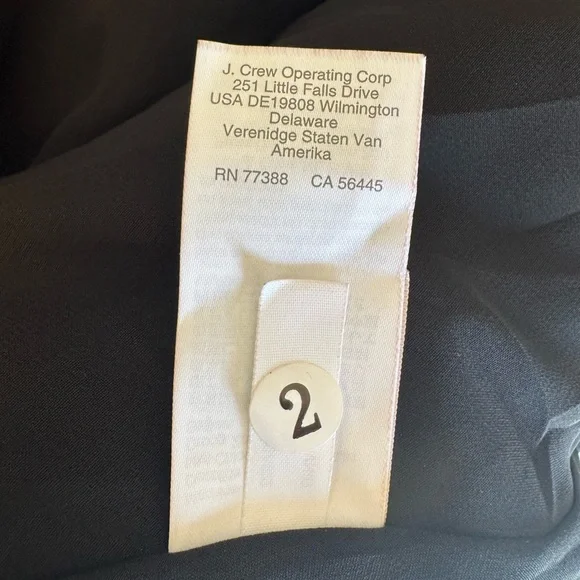 J. Crew Operating Corp
251 Little Falls Drive
USA DE19808 Wilmington
Delaware
Verenidge Staten Van
Amerika
RN 77388 CA 56445
2